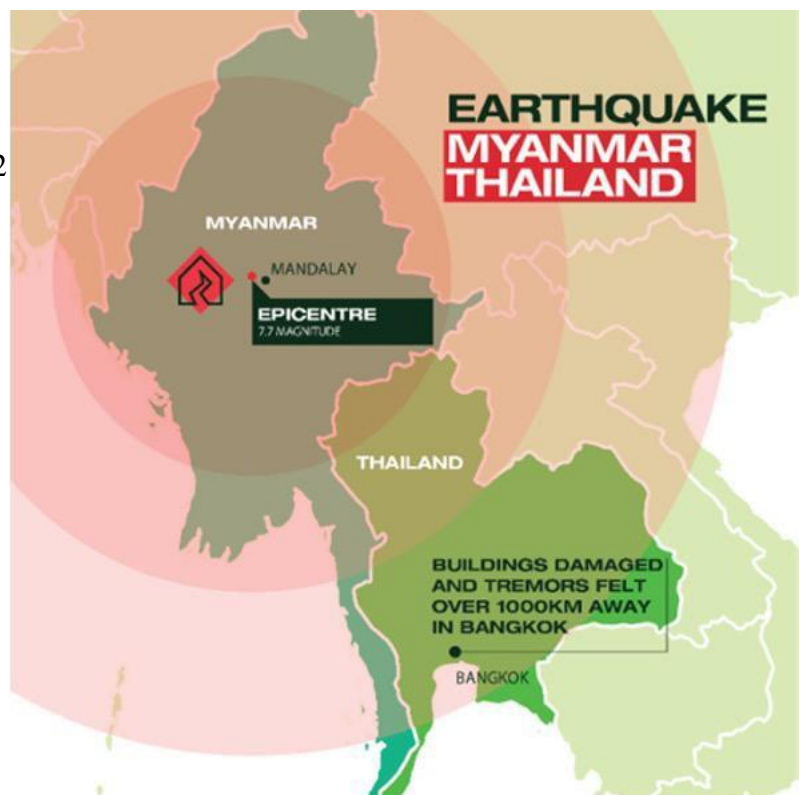 EARTHQUAKE
MYANMAR
THAILAND
2
MYANMAR
MANDALAY
EPICENTRE
7.7 MAGNITUDE
THAILAND
BUILDINGS DAMAGED
AND TREMORS FELT
OVER 1000KM AWAY
IN BANGKOK
BANGKOK